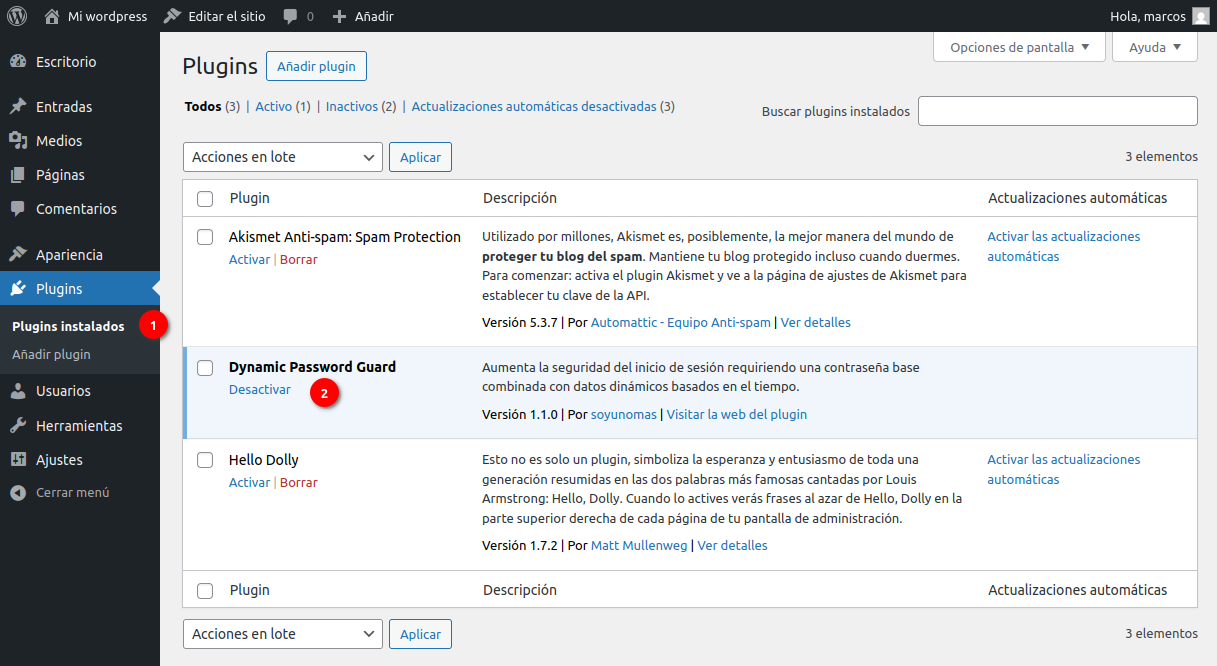 Mi wordpress Editar el sitio 0 Añadir Hola, marcos
Opciones de pantalla Ayuda
Escritorio
Entradas
Medios
Páginas
Comentarios
Apariencia
Plugins
Plugins instalados 1
Añadir plugin
Usuarios
Herramientas
Ajustes
Cerrar menú
Plugins Añadir plugin
Todos (3) | Activo (1) | Inactivos (2) | Actualizaciones automáticas desactivadas (3)
Buscar plugins instalados
Acciones en lote Aplicar 3 elementos
Plugin Descripción Actualizaciones automáticas
Akismet Anti-spam: Spam Protection
Activar | Borrar
Utilizado por millones, Akismet es, posiblemente, la mejor manera del mundo de
proteger tu blog del spam. Mantiene tu blog protegido incluso cuando duermes.
Para comenzar: activa el plugin Akismet y ve a la página de ajustes de Akismet para
establecer tu clave de la API.
Versión 5.3.7 | Por Automattic - Equipo Anti-spam | Ver detalles
Activar las actualizaciones
automáticas
Dynamic Password Guard
Desactivar 2
Aumenta la seguridad del inicio de sesión requiriendo una contraseña base
combinada con datos dinámicos basados en el tiempo.
Versión 1.1.0 | Por soyunomas | Visitar la web del plugin
Hello Dolly
Activar | Borrar
Esto no es solo un plugin, simboliza la esperanza y entusiasmo de toda una
generación resumidas en las dos palabras más famosas cantadas por Louis
Armstrong: Hello, Dolly. Cuando lo actives verás frases al azar de Hello, Dolly en la
parte superior derecha de cada página de tu pantalla de administración.
Versión 1.7.2 | Por Matt Mullenweg | Ver detalles
Activar las actualizaciones
automáticas
Plugin Descripción Actualizaciones automáticas
Acciones en lote Aplicar 3 elementos